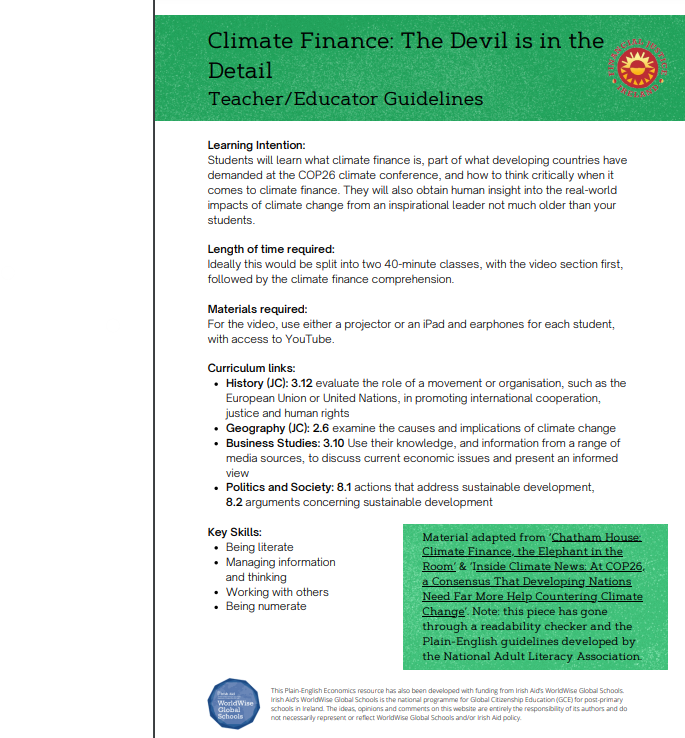 Climate Finance: The Devil is in the
Detail
Teacher/Educator Guidelines
FINANCIAL JUSTICE
IRELAND
Learning Intention:
Students will learn what climate finance is, part of what developing countries have
demanded at the COP26 climate conference, and how to think critically when it
comes to climate finance. They will also obtain human insight into the real-world
impacts of climate change from an inspirational leader not much older than your
students.
Length of time required:
Ideally this would be split into two 40-minute classes, with the video section first,
followed by the climate finance comprehension.
Materials required:
For the video, use either a projector or an iPad and earphones for each student,
with access to YouTube.
Curriculum links:
• History (JC): 3.12 evaluate the role of a movement or organisation, such as the
European Union or United Nations, in promoting international cooperation,
justice and human rights
• Geography (JC): 2.6 examine the causes and implications of climate change
• Business Studies: 3.10 Use their knowledge, and information from a range of
media sources, to discuss current economic issues and present an informed
view
• Politics and Society: 8.1 actions that address sustainable development,
8.2 arguments concerning sustainable development
Key Skills:
• Being literate
• Managing information
and thinking
• Working with others
• Being numerate
Material adapted from 'Chatham House:
Climate Finance, the Elephant in the
Room' & 'Inside Climate News: At COP26,
a Consensus That Developing Nations
Need Far More Help Countering Climate
Change'. Note: this piece has gone
through a readability checker and the
Plain-English guidelines developed by
the National Adult Literacy Association.
WorldWise
Global
Schools
This Plain-English Economics resource has also been developed with funding from Irish Aid's WorldWise Global Schools.
Irish Aid's WorldWise Global Schools is the national programme for Global Citizenship Education (GCE) for post-primary
schools in Ireland. The ideas, opinions and comments on this website are entirely the responsibility of its authors and do
not necessarily represent or reflect WorldWise Global Schools and/or Irish Aid policy.